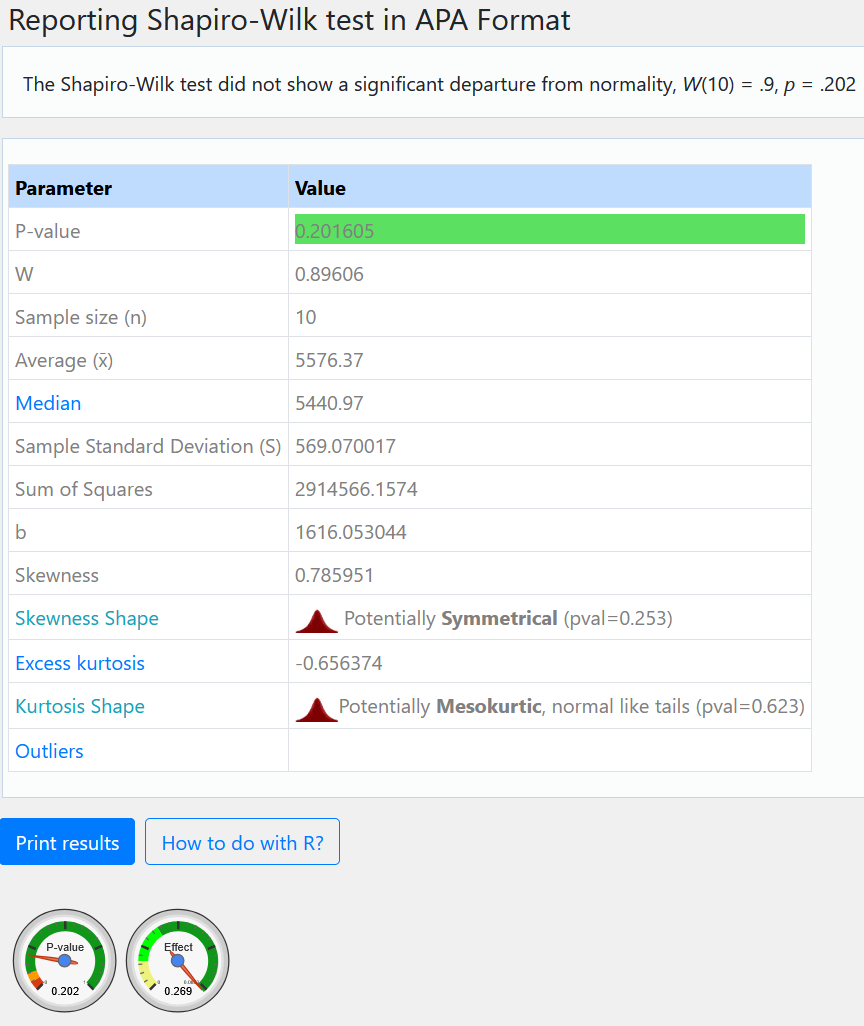 Reporting Shapiro-Wilk test in APA Format
The Shapiro-Wilk test did not show a significant departure from normality, W(10) = .9, p = .202
Parameter Value
P-value 0.201605
W 0.89606
Sample size (n) 10
Average (x̄) 5576.37
Median 5440.97
Sample Standard Deviation (S) 569.070017
Sum of Squares 2914566.1574
b 1616.053044
Skewness 0.785951
Skewness Shape Potentially Symmetrical (pval=0.253)
Excess kurtosis -0.656374
Kurtosis Shape Potentially Mesokurtic, normal like tails (pval=0.623)
Outliers
Print results How to do with R?
P-value Effect
0.202 0.269